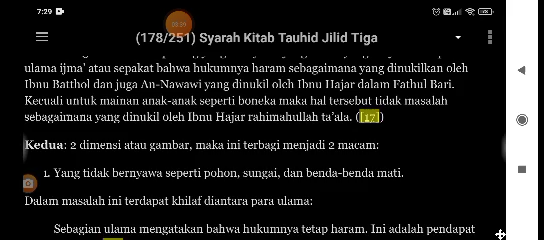 7:29
(178/251) Syarah Kitab Tauhid Jilid Tiga
ulama ijma' atau sepakat bahwa hukumnya haram sebagaimana yang dinukilkan oleh
Ibnu Batthol dan juga An-Nawawi yang dinukil oleh Ibnu Hajar dalam Fathul Bari.
Kecuali untuk mainan anak-anak seperti boneka maka hal tersebut tidak masalah
sebagaimana yang dinukil oleh Ibnu Hajar rahimahullah ta'ala. ([17])
Kedua: 2 dimensi atau gambar, maka ini terbagi menjadi 2 macam:
1. Yang tidak bernyawa seperti pohon, sungai, dan benda-benda mati.
Dalam masalah ini terdapat khilaf diantara para ulama:
Sebagian ulama mengatakan bahwa hukumnya tetap haram. Ini adalah pendapat